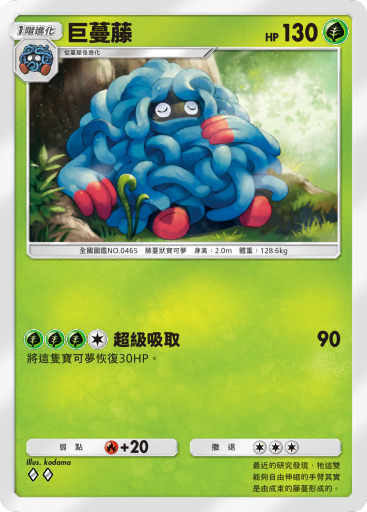 1階進化
巨蔓藤
HP 130
從蔓藤怪進化
全國圖鑑NO.0465 藤蔓狀寶可夢 身高：2.0m 體重：128.6kg
超級吸取 90
將這隻寶可夢恢復30HP。
弱點 +20
撤退
Illus. kodama
最近的研究發現，牠這雙
能夠自由伸縮的手臂其實
是由成束的藤蔓形成的。